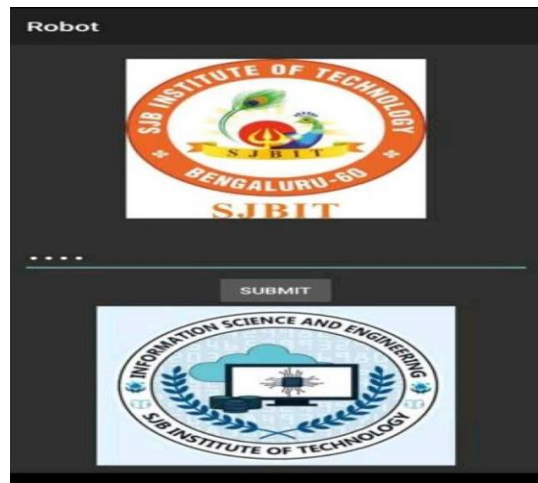 Robot
SJB INSTITUTE OF TECHNOLOGY
SJBIT
BENGALURU-60
SJBIT
••••
SUBMIT
INFORMATION SCIENCE AND ENGINEERING
SJB INSTITUTE OF TECHNOLOGY